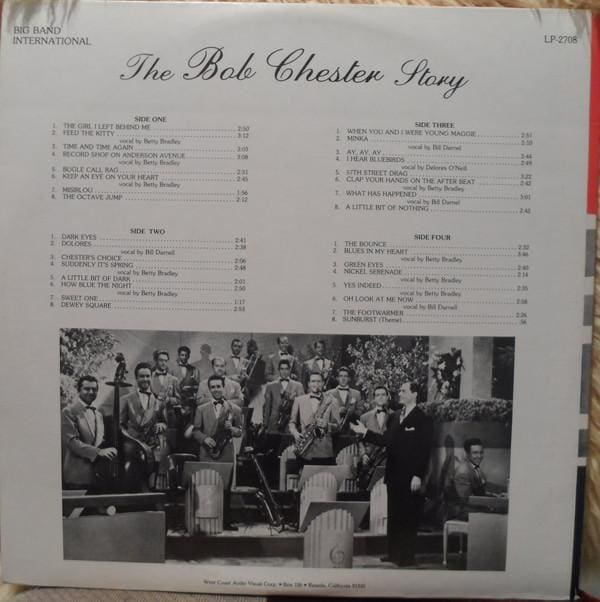 BIG BAND
INTERNATIONAL
LP-2708
The Bob Chester Story
SIDE ONE
1. THE GIRL I LEFT BEHIND ME 2:50
2. FEED THE KITTY 3:12
vocal by Betty Bradley
3. TIME AND TIME AGAIN 3:03
4. RECORD SHOP ON ANDERSON AVENUE 3:08
vocal by Betty Bradley
5. BUGLE CALL RAG 2:51
6. KEEP AN EYE ON YOUR HEART 2:45
vocal by Betty Bradley
7. MISIRLOU 1:56
8. THE OCTAVE JUMP 2:12
SIDE TWO
1. DARK EYES 2:41
2. DOLORES 2:38
vocal by Bill Darnell
3. CHESTER'S CHOICE 2:06
4. SUDDENLY IT'S SPRING 2:48
vocal by Betty Bradley
5. A LITTLE BIT OF DARK 2:01
6. HOW BLUE THE NIGHT 2:50
vocal by Betty Bradley
7. SWEET ONE 1:17
8. DEWEY SQUARE 2:53
SIDE THREE
1. WHEN YOU AND I WERE YOUNG MAGGIE 2:51
2. MINKA 2:10
vocal by Bill Darnell
3. AY, AY, AY 2:44
4. I HEAR BLUEBIRDS 2:49
vocal by Delores O'Neil
5. 57TH STREET DRAG 3:22
6. CLAP YOUR HANDS ON THE AFTER BEAT 2:42
vocal by Betty Bradley
7. WHAT HAS HAPPENED 3:01
vocal by Bill Darnel
8. A LITTLE BIT OF NOTHING 2:42
SIDE FOUR
1. THE BOUNCE 2:32
2. BLUES IN MY HEART 3:46
vocal by Betty Bradley
3. GREEN EYES 2:40
4. NICKEL SERENADE 2:14
vocal by Betty Bradley
5. YES INDEED 2:35
vocal by Betty Bradley
6. OH LOOK AT ME NOW 2:58
vocal by Bill Darnell
7. THE FOOTWARMER 2:26
8. SUNBURST (Theme) :56
West Coast Audio Visual Corp. • Box 126 • Reseda, California